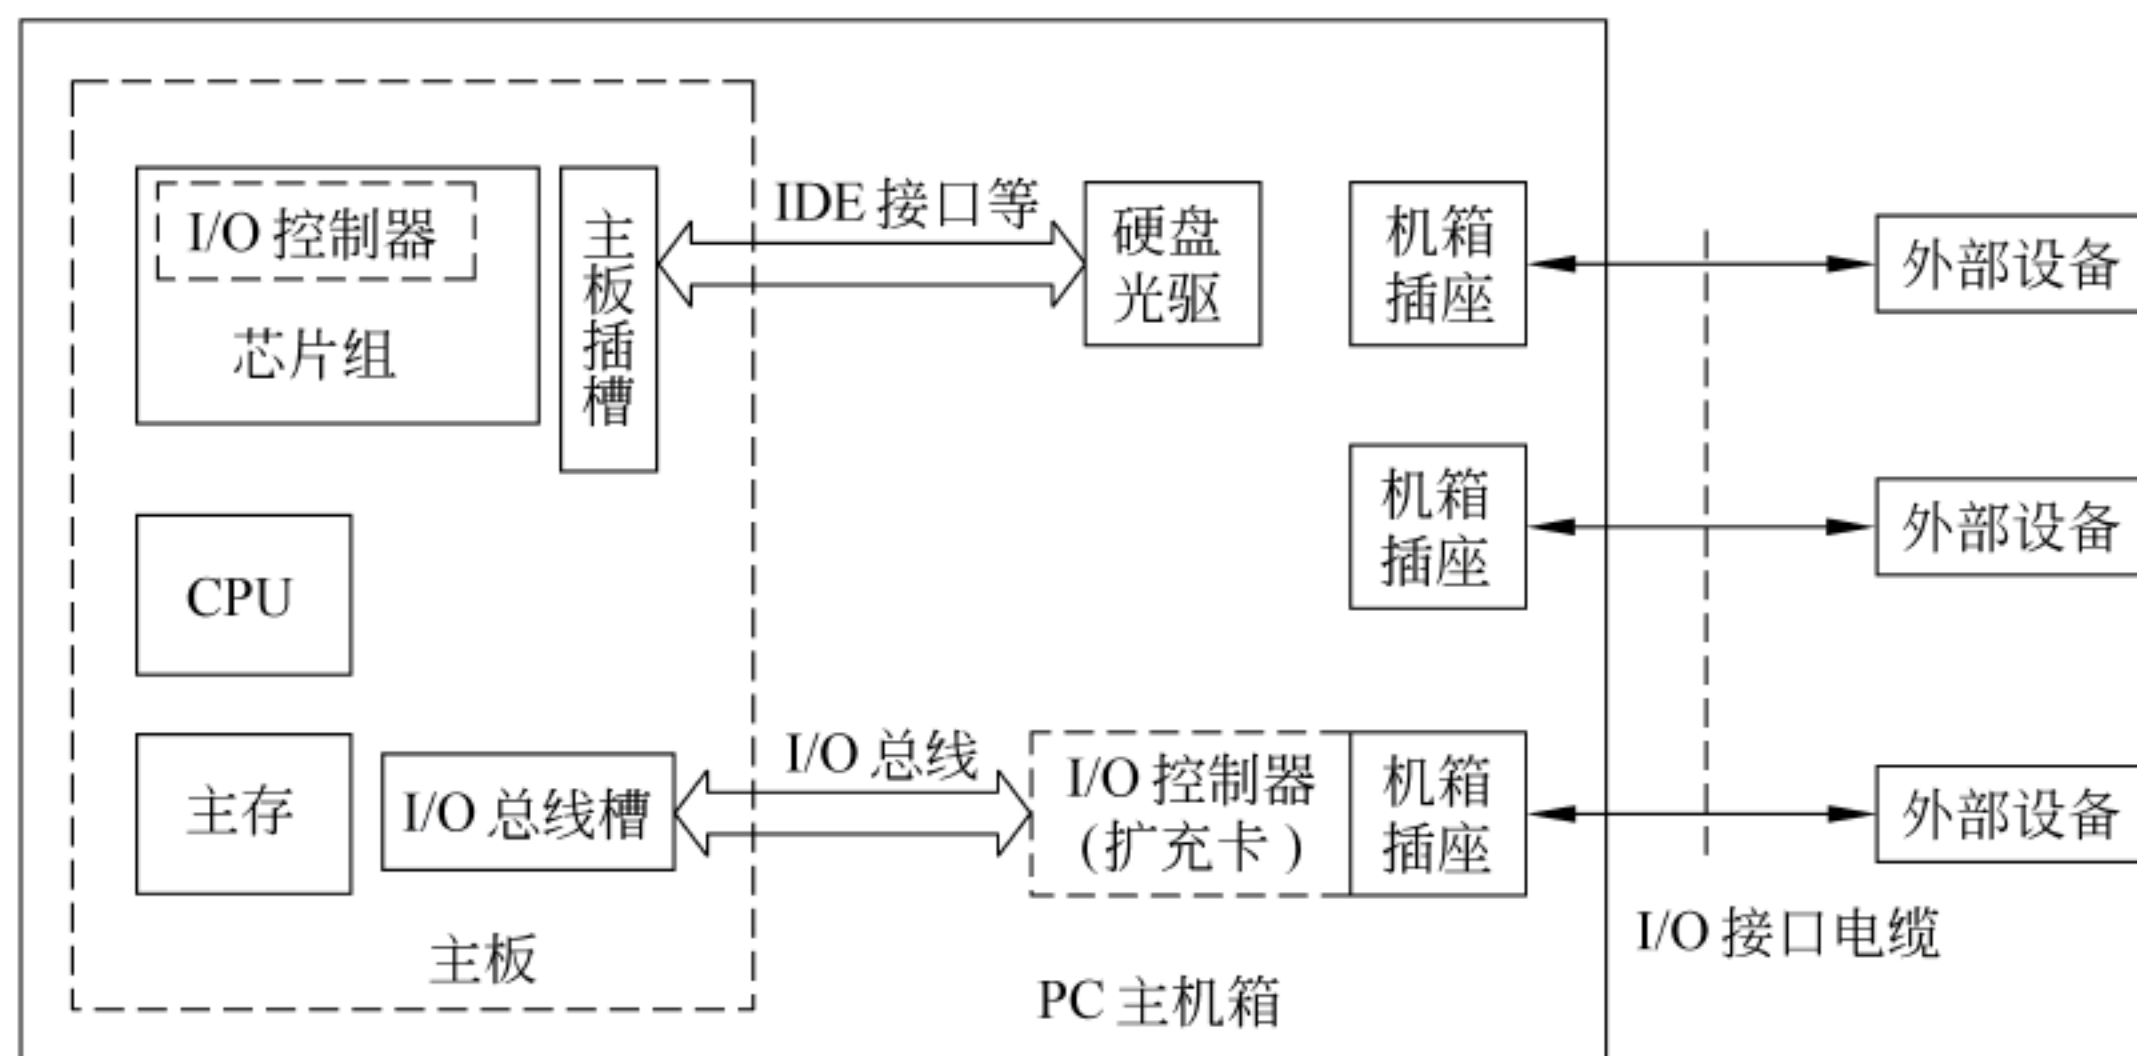 I/O 控制器
芯片组
主板插槽
IDE 接口等
硬盘
光驱
机箱
插座
外部设备
机箱
插座
外部设备
CPU
主存
I/O 总线槽
I/O 总线
I/O 控制器
(扩充卡)
机箱
插座
外部设备
主板
I/O 接口电缆
PC 主机箱